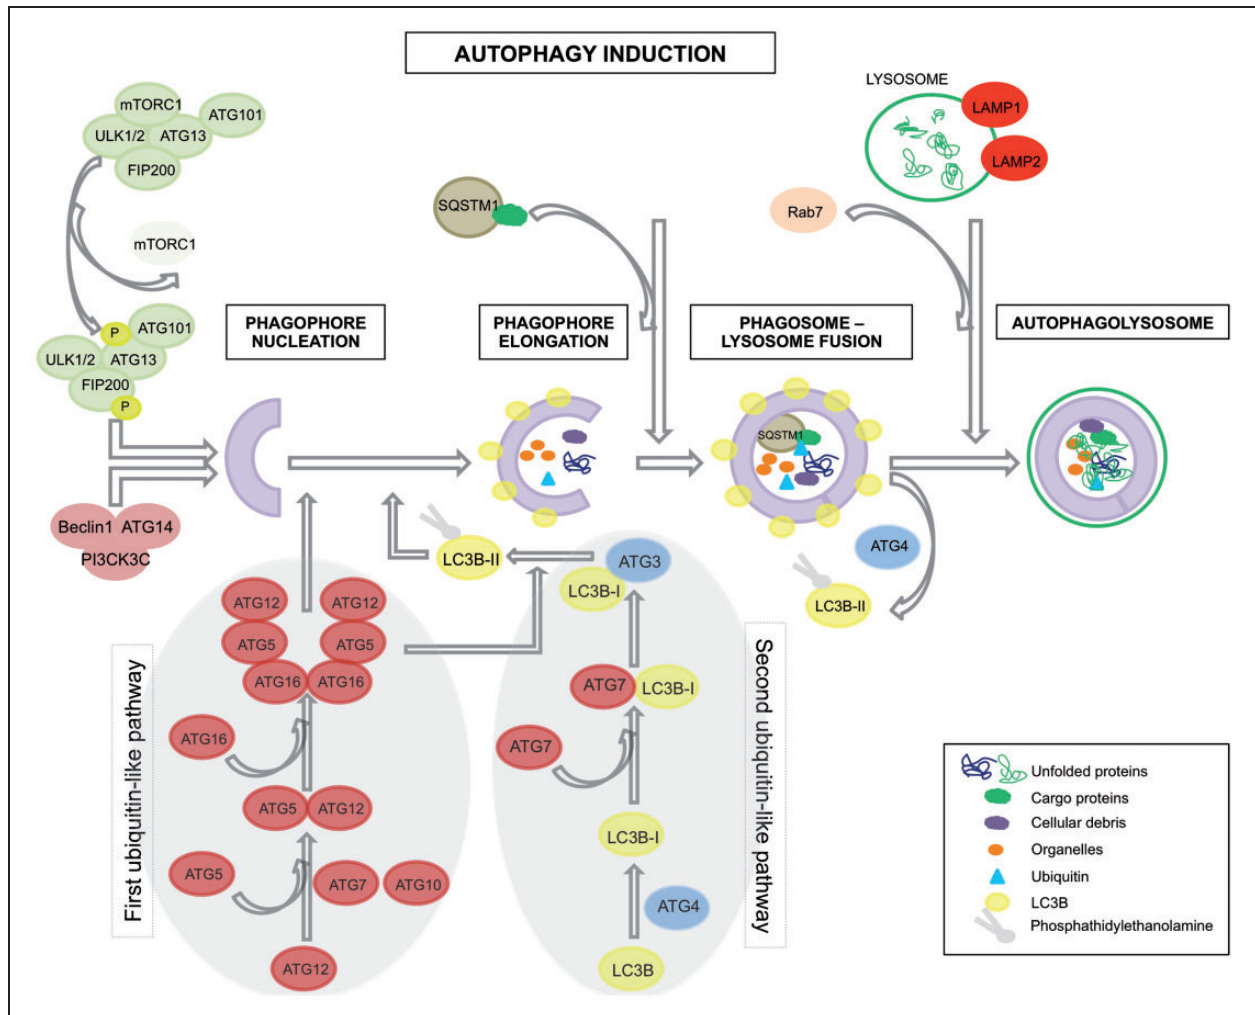 AUTOPHAGY INDUCTION
mTORC1
ATG101
ULK1/2
ATG13
FIP200
mTORC1
P
ATG101
ULK1/2
ATG13
FIP200
P
Beclin1
ATG14
PI3CK3C
SQSTM1
Rab7
LYSOSOME
LAMP1
LAMP2
PHAGOPHORE
NUCLEATION
PHAGOPHORE
ELONGATION
PHAGOSOME –
LYSOSOME FUSION
AUTOPHAGOLYSOSOME
SQSTM1
LC3B-II
ATG4
LC3B-II
First ubiquitin-like pathway
ATG12
ATG12
ATG5
ATG5
ATG16
ATG16
ATG16
ATG5
ATG12
ATG5
ATG7
ATG10
ATG12
Second ubiquitin-like pathway
ATG3
LC3B-I
ATG7
LC3B-I
ATG7
LC3B-I
ATG4
LC3B
Unfolded proteins
Cargo proteins
Cellular debris
Organelles
Ubiquitin
LC3B
Phosphathidylethanolamine